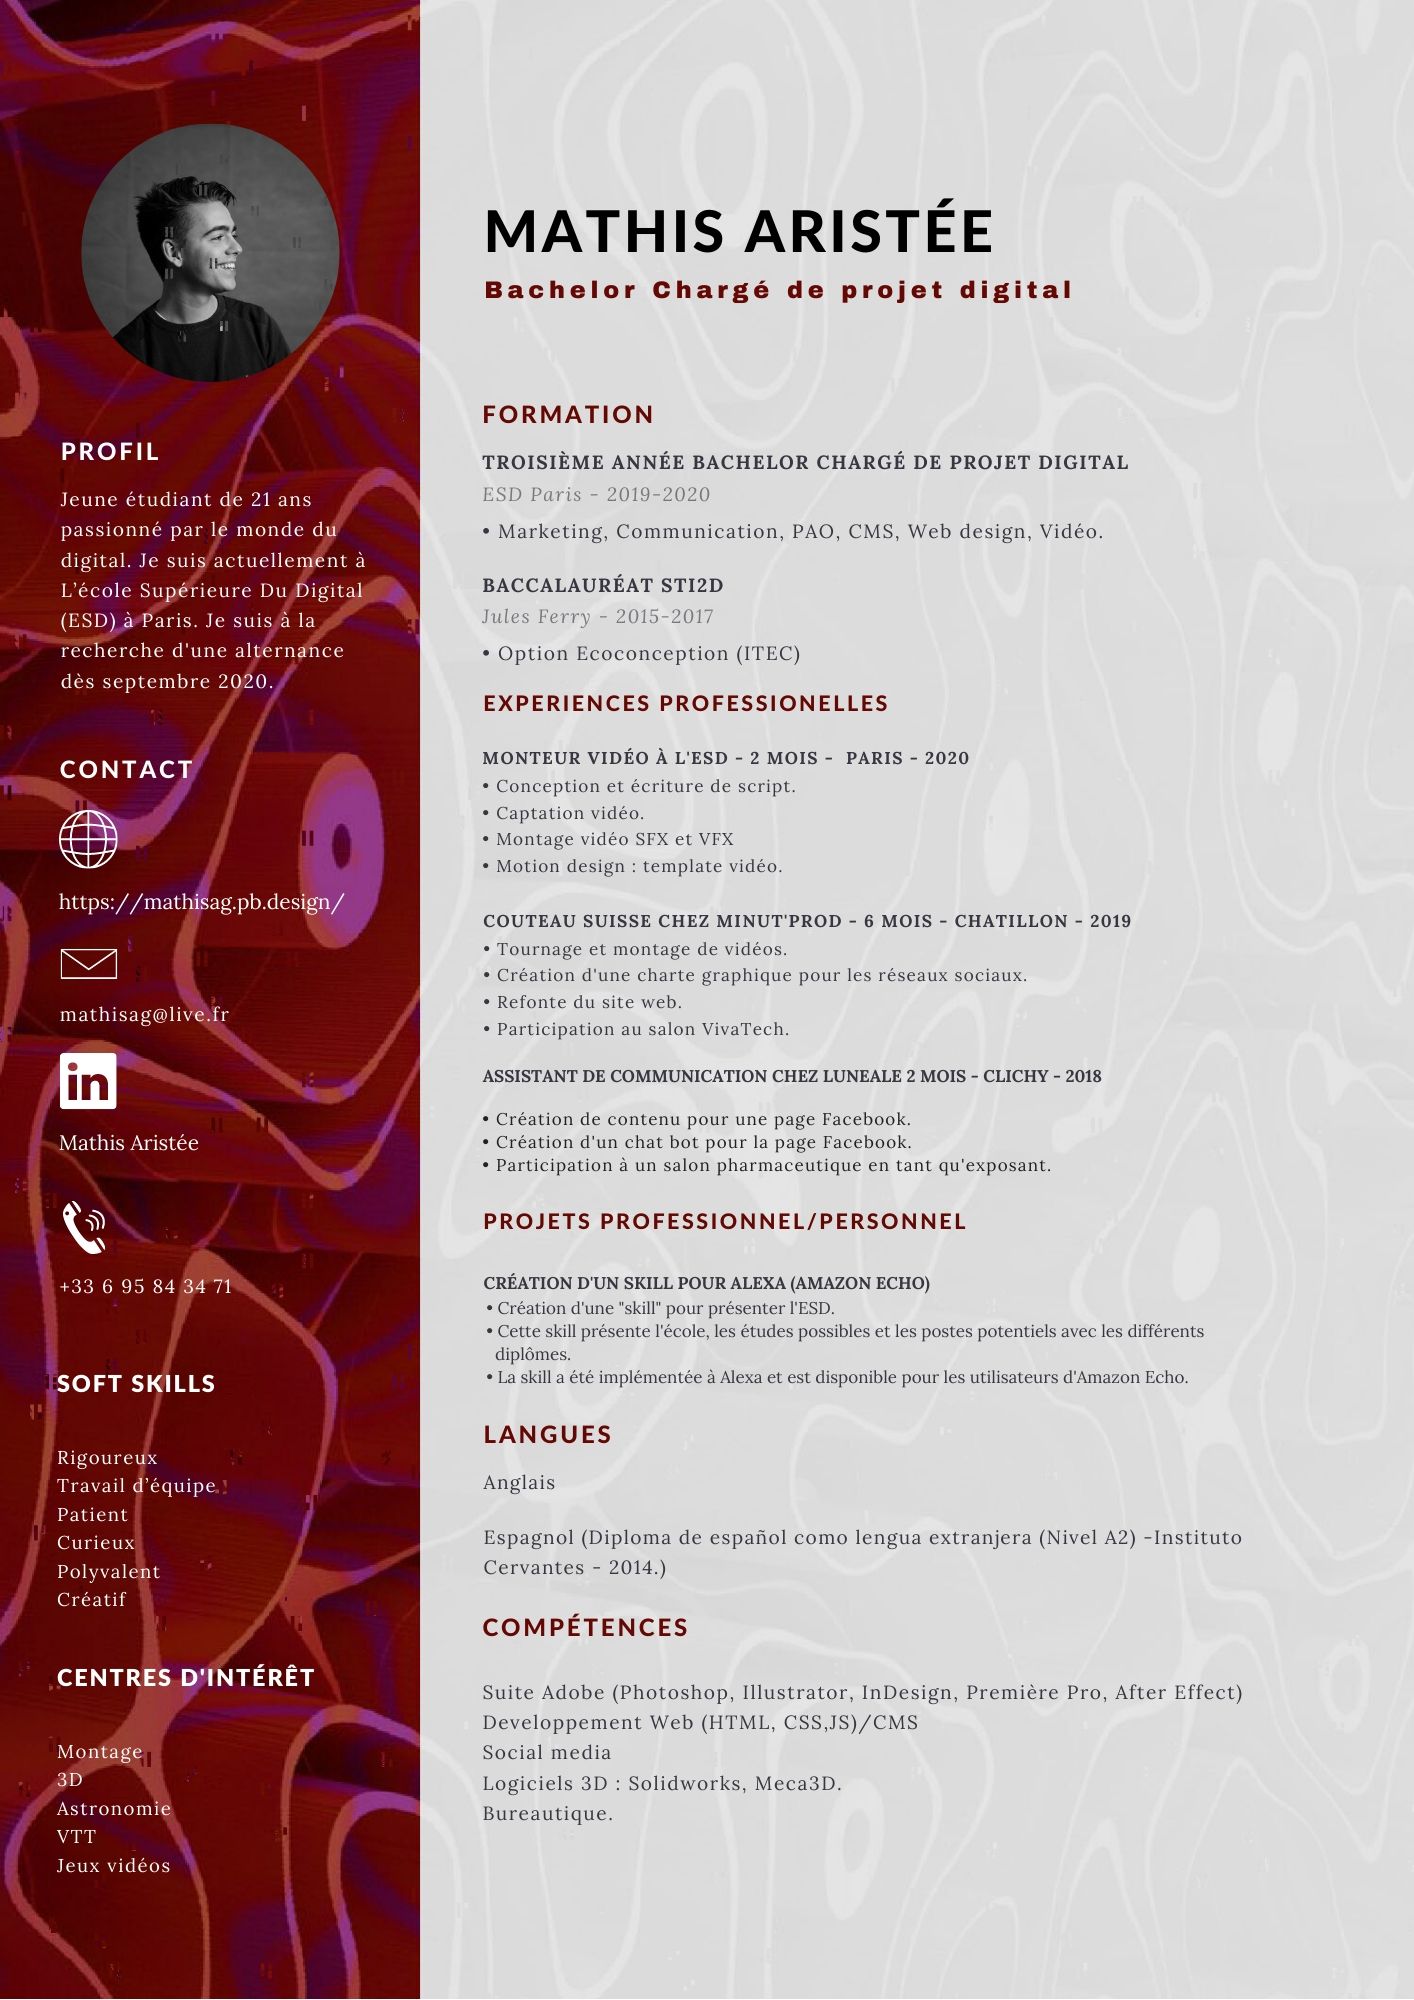 MATHIS ARISTÉE
Bachelor Chargé de projet digital
PROFIL
Jeune étudiant de 21 ans
passionné par le monde du
digital. Je suis actuellement à
L’école Supérieure Du Digital
(ESD) à Paris. Je suis à la
recherche d'une alternance
dès septembre 2020.
CONTACT
https://mathisag.pb.design/
mathisag@live.fr
in
Mathis Aristée
+33 6 95 84 34 71
SOFT SKILLS
Rigoureux
Travail d’équipe
Patient
Curieux
Polyvalent
Créatif
CENTRES D'INTÉRÊT
Montage
3D
Astronomie
VTT
Jeux vidéos
FORMATION
TROISIÈME ANNÉE BACHELOR CHARGÉ DE PROJET DIGITAL
ESD Paris - 2019-2020
• Marketing, Communication, PAO, CMS, Web design, Vidéo.
BACCALAURÉAT STI2D
Jules Ferry - 2015-2017
• Option Ecoconception (ITEC)
EXPERIENCES PROFESSIONELLES
MONTEUR VIDÉO À L'ESD - 2 MOIS - PARIS - 2020
• Conception et écriture de script.
• Captation vidéo.
• Montage vidéo SFX et VFX
• Motion design : template vidéo.
COUTEAU SUISSE CHEZ MINUT'PROD - 6 MOIS - CHATILLON - 2019
• Tournage et montage de vidéos.
• Création d'une charte graphique pour les réseaux sociaux.
• Refonte du site web.
• Participation au salon VivaTech.
ASSISTANT DE COMMUNICATION CHEZ LUNEALE 2 MOIS - CLICHY - 2018
• Création de contenu pour une page Facebook.
• Création d'un chat bot pour la page Facebook.
• Participation à un salon pharmaceutique en tant qu'exposant.
PROJETS PROFESSIONNEL/PERSONNEL
CRÉATION D'UN SKILL POUR ALEXA (AMAZON ECHO)
• Création d'une "skill" pour présenter l'ESD.
• Cette skill présente l'école, les études possibles et les postes potentiels avec les différents
diplômes.
• La skill a été implémentée à Alexa et est disponible pour les utilisateurs d'Amazon Echo.
LANGUES
Anglais
Espagnol (Diploma de español como lengua extranjera (Nivel A2) -Instituto
Cervantes - 2014.)
COMPÉTENCES
Suite Adobe (Photoshop, Illustrator, InDesign, Première Pro, After Effect)
Developpement Web (HTML, CSS,JS)/CMS
Social media
Logiciels 3D : Solidworks, Meca3D.
Bureautique.